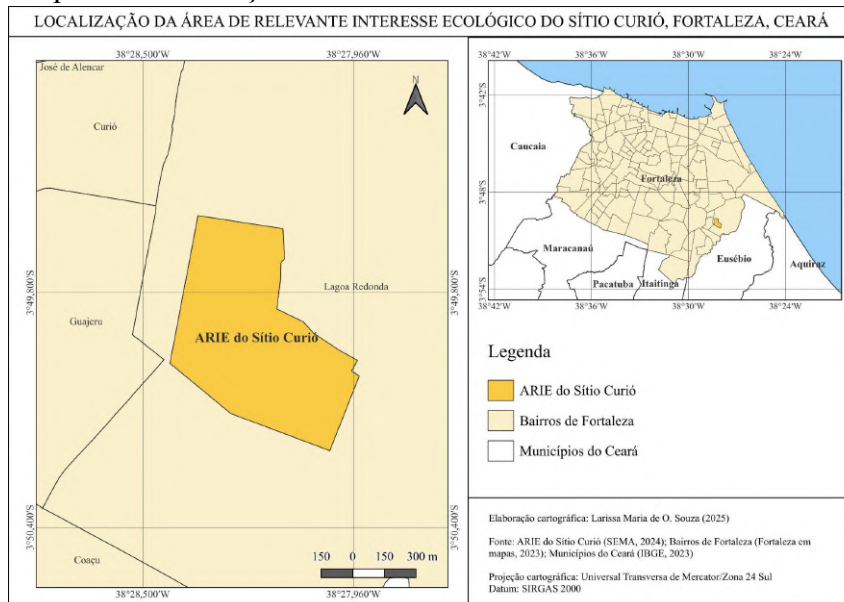 LOCALIZAÇÃO DA ÁREA DE RELEVANTE INTERESSE ECOLÓGICO DO SÍTIO CURIÓ, FORTALEZA, CEARÁ
38°28,500'W
38°27,960'W
José de Alencar
N
Curió
Lagoa Redonda
3°49,800'S
3°49,800'S
Guajeru
ARIE do Sítio Curió
3°50,400'S
3°50,400'S
Coaçu
150 0 150 300 m
38°28,500'W
38°27,960'W
38°42'W
38°36'W
38°30'W
38°24'W
3°42'S
3°42'S
Caucaia
Fortaleza
3°48'S
3°48'S
Maracanaú
Eusébio
Aquiraz
Pacatuba
Itaitinga
3°54'S
3°54'S
38°42'W
38°36'W
38°30'W
38°24'W
Legenda
ARIE do Sítio Curió
Bairros de Fortaleza
Municípios do Ceará
Elaboração cartográfica: Larissa Maria de O. Souza (2025)
Fonte: ARIE do Sítio Curió (SEMA, 2024); Bairros de Fortaleza (Fortaleza em
mapas, 2023); Municípios do Ceará (IBGE, 2023)
Projeção cartográfica: Universal Transversa de Mercator/Zona 24 Sul
Datum: SIRGAS 2000